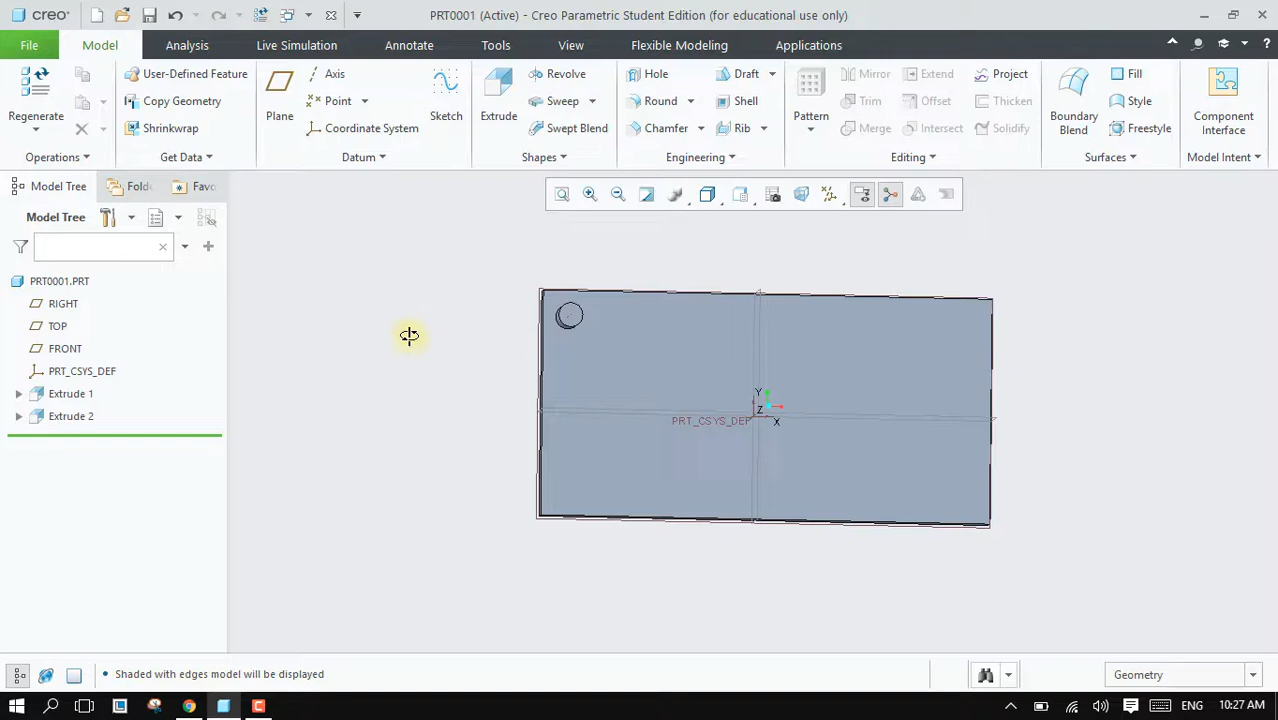 creo
PRT0001 (Active) - Creo Parametric Student Edition (for educational use only)
File Model Analysis Live Simulation Annotate Tools View Flexible Modeling Applications
Regenerate
User-Defined Feature
Copy Geometry
Shrinkwrap
Plane
Axis
Point
Coordinate System
Sketch
Extrude
Revolve
Sweep
Swept Blend
Hole
Round
Chamfer
Draft
Shell
Rib
Pattern
Mirror
Trim
Merge
Extend
Offset
Intersect
Project
Thicken
Solidify
Boundary
Blend
Fill
Style
Freestyle
Component
Interface
Operations Get Data Datum Shapes Engineering Editing Surfaces Model Intent
Model Tree Fold Favo
Model Tree
PRT0001.PRT
RIGHT
TOP
FRONT
PRT_CSYS_DEF
Extrude 1
Extrude 2
Y
Z
PRT_CSYS_DEF
X
Shaded with edges model will be displayed
Geometry
ENG 10:27 AM